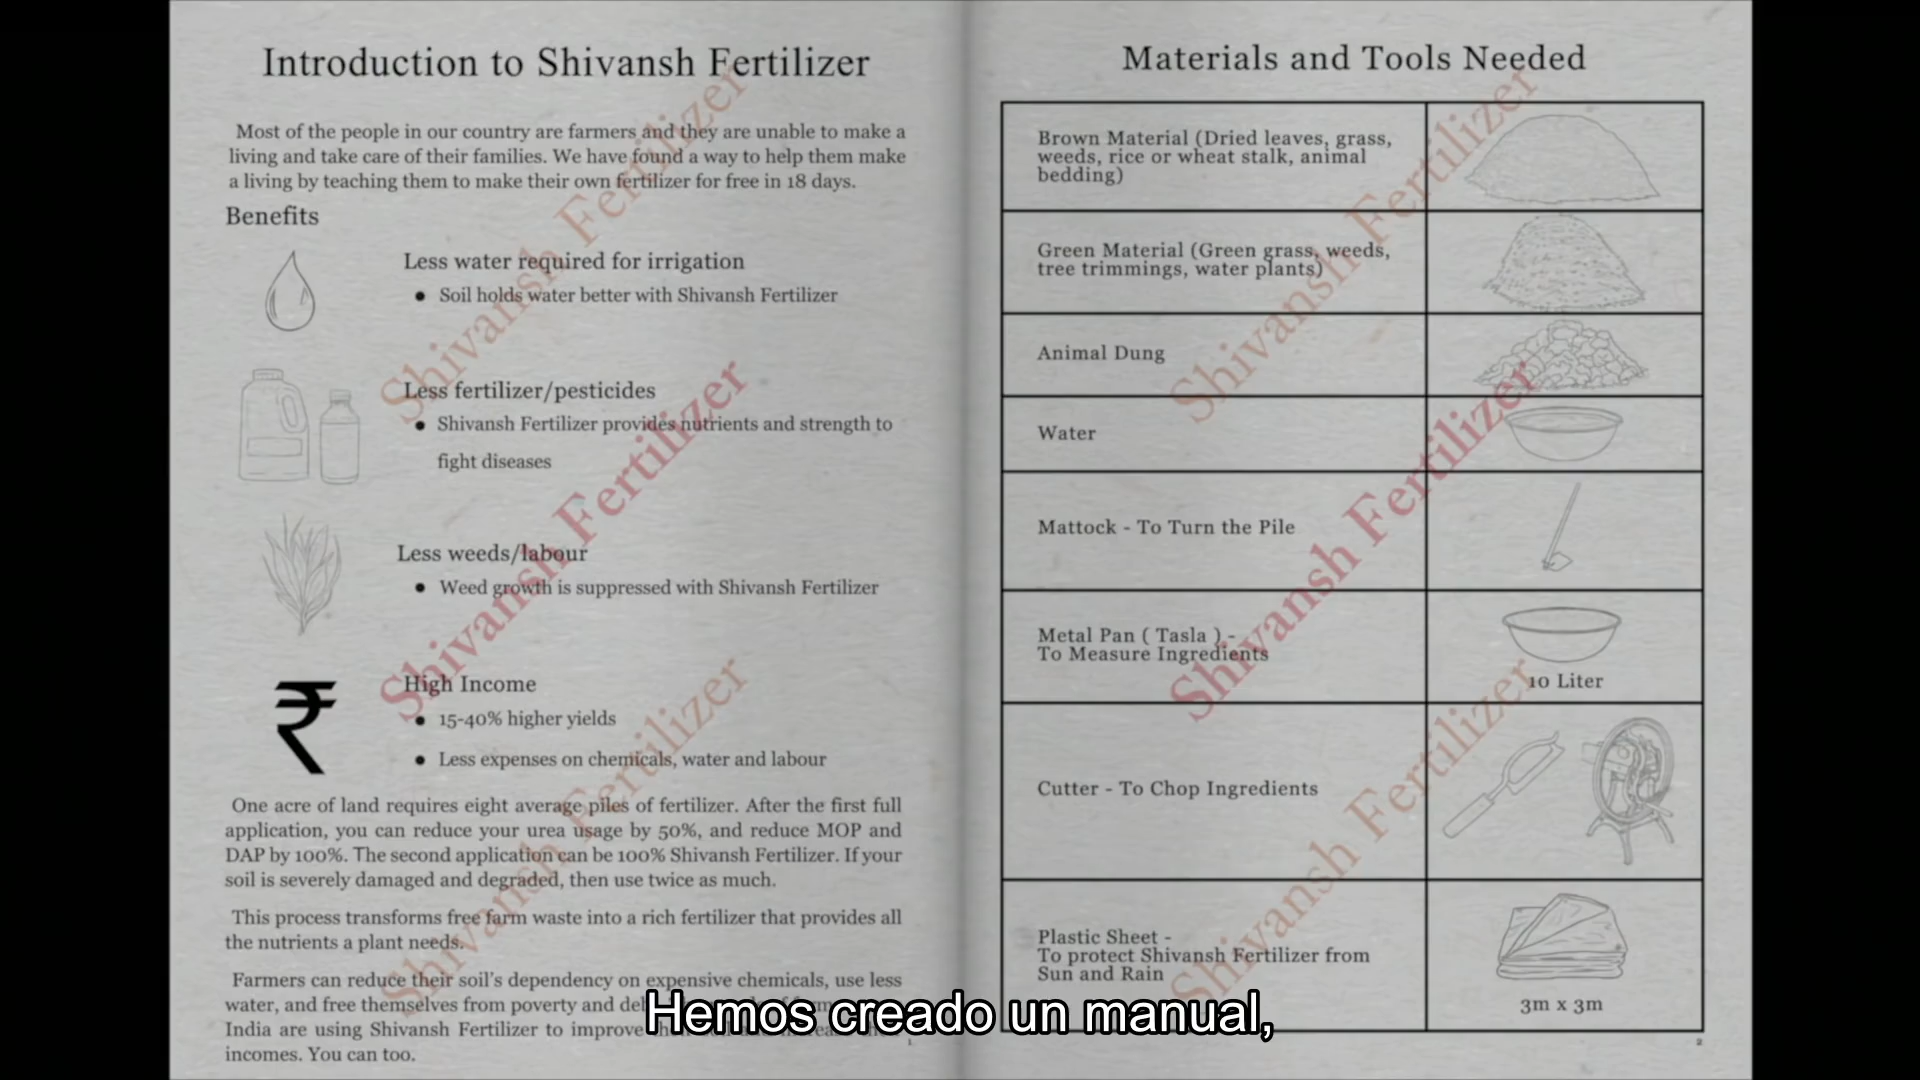 Introduction to Shivansh Fertilizer
Most of the people in our country are farmers and they are unable to make a
living and take care of their families. We have found a way to help them make
a living by teaching them to make their own fertilizer for free in 18 days.
Benefits
Less water required for irrigation
● Soil holds water better with Shivansh Fertilizer
Less fertilizer/pesticides
● Shivansh Fertilizer provides nutrients and strength to
fight diseases
Less weeds/labour
● Weed growth is suppressed with Shivansh Fertilizer
₹
High Income
● 15-40% higher yields
● Less expenses on chemicals, water and labour
One acre of land requires eight average piles of fertilizer. After the first full
application, you can reduce your urea usage by 50%, and reduce MOP and
DAP by 100%. The second application can be 100% Shivansh Fertilizer. If your
soil is severely damaged and degraded, then use twice as much.
This process transforms free farm waste into a rich fertilizer that provides all
the nutrients a plant needs.
Farmers can reduce their soil's dependency on expensive chemicals, use less
water, and free themselves from poverty and
India are using Shivansh Fertilizer to improve
incomes. You can too.
1
Materials and Tools Needed
Brown Material (Dried leaves, grass,
weeds, rice or wheat stalk, animal
bedding)
Green Material (Green grass, weeds,
tree trimmings, water plants)
Animal Dung
Water
Mattock - To Turn the Pile
Metal Pan ( Tasla ) -
To Measure Ingredients
10 Liter
Cutter - To Chop Ingredients
Plastic Sheet -
To protect Shivansh Fertilizer from
Sun and Rain
3m x 3m
2
Shivansh Fertilizer
Shivansh Fertilizer
Shivansh Fertilizer
Shivansh Fertilizer
Shivansh Fertilizer
Shivansh Fertilizer
Hemos creado un manual,